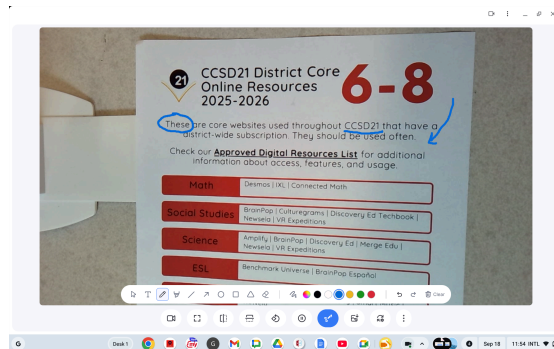 21
CCSD21 District Core
Online Resources
2025-2026
6-8
These are core websites used throughout CCSD21 that have a
district-wide subscription. They should be used often.
Check our Approved Digital Resources List for additional
information about access, features, and usage.
Math
Desmos | IXL | Connected Math
Social Studies
BrainPop | Culturegrams | Discovery Ed Techbook |
Newsela | VR Expeditions
Science
Amplify | BrainPop | Discovery Ed | Merge Edu |
Newsela | VR Expeditions
ESL
Benchmark Universe | BrainPop Español
Clear
Desk 1
Sep 18
11:54 INTL